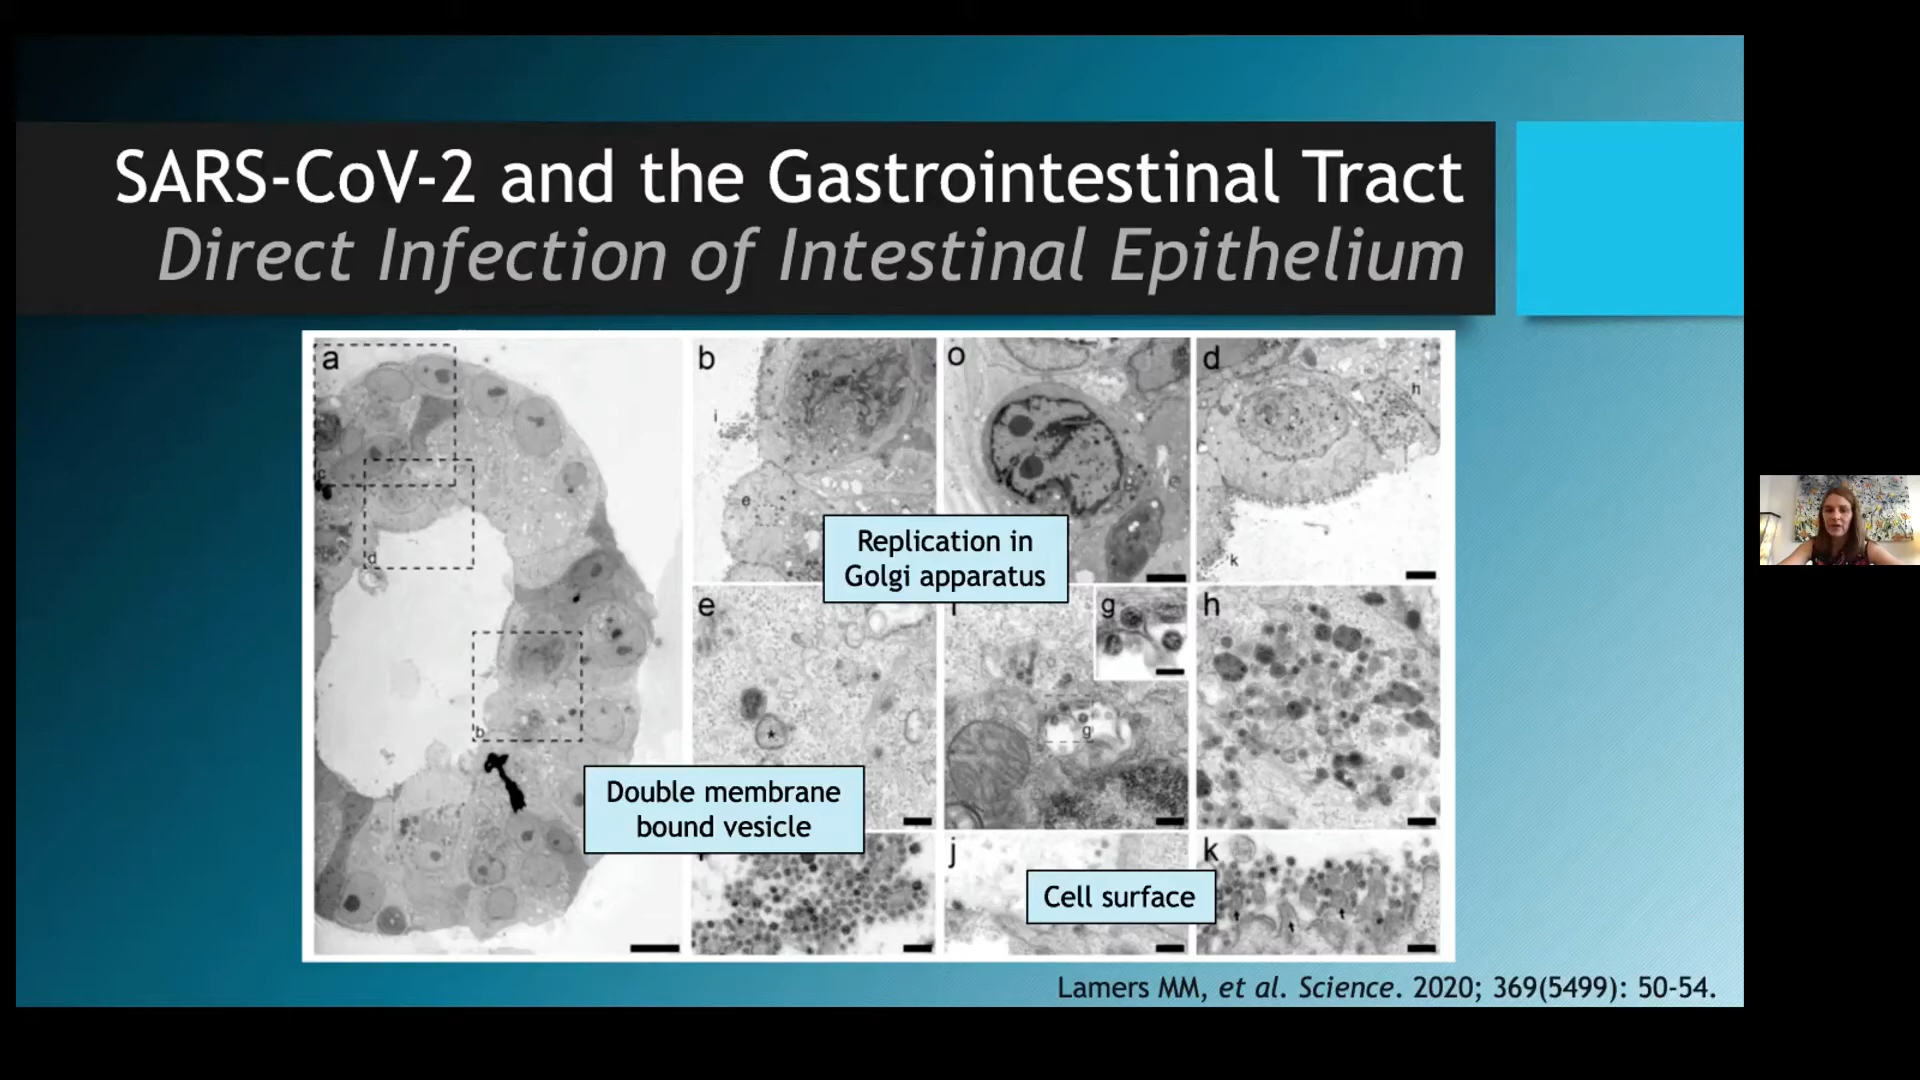 SARS-CoV-2 and the Gastrointestinal Tract
Direct Infection of Intestinal Epithelium
a
b
o
d
i
h
c
e
d
k
Replication in
Golgi apparatus
e
g
h
g
b
Double membrane
bound vesicle
j
k
Cell surface
Lamers MM, et al. Science. 2020; 369(5499): 50-54.